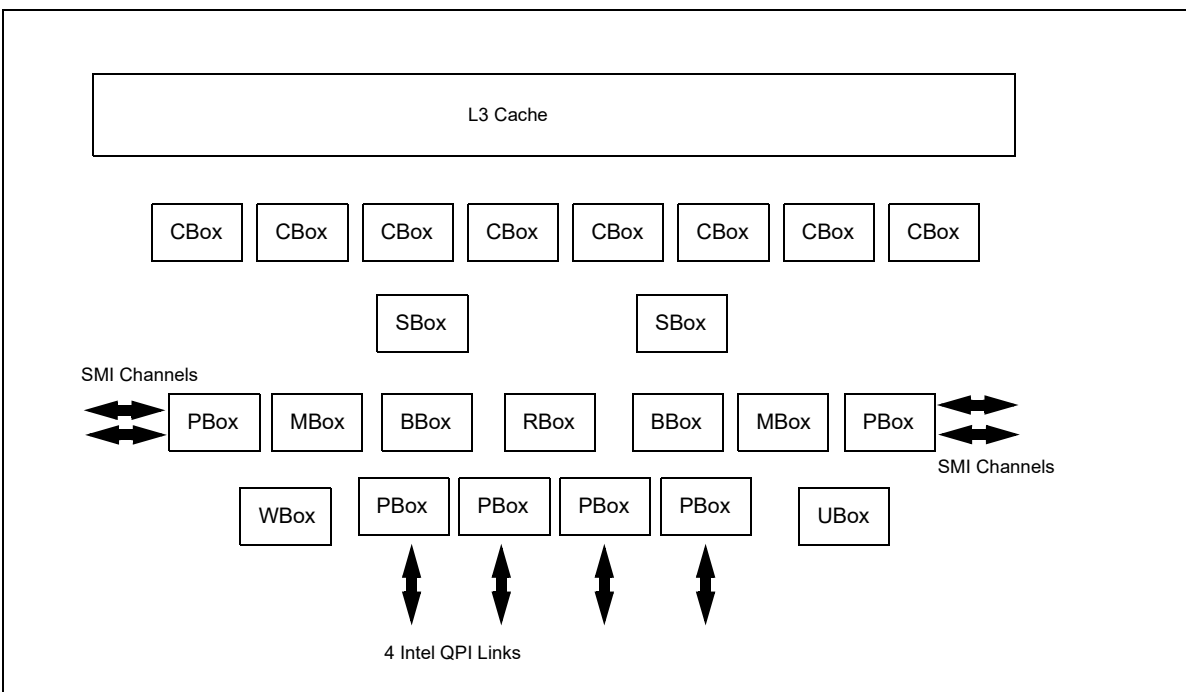 L3 Cache
CBox CBox CBox CBox CBox CBox CBox CBox
SBox SBox
SMI Channels
PBox MBox BBox RBox BBox MBox PBox
SMI Channels
WBox PBox PBox PBox PBox UBox
4 Intel QPI Links